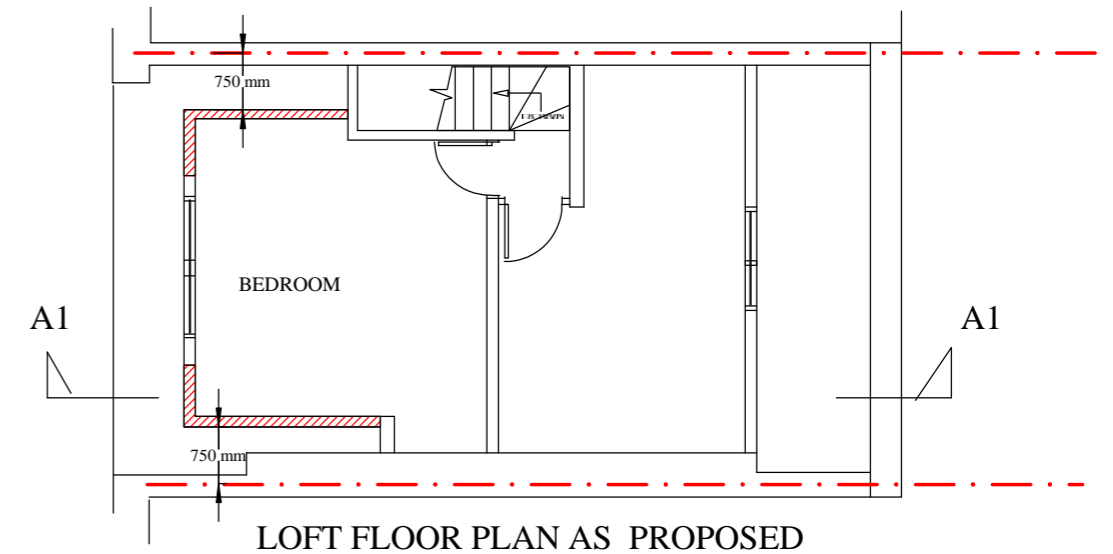 750 mm
BEDROOM
A1
A1
750 mm
LOFT FLOOR PLAN AS PROPOSED